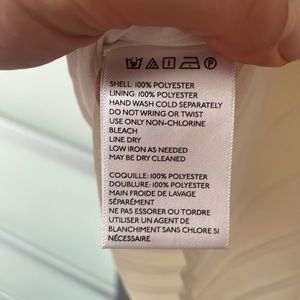 SHELL: 100% POLYESTER
LINING: 100% POLYESTER
HAND WASH COLD SEPARATELY
DO NOT WRING OR TWIST
USE ONLY NON-CHLORINE
BLEACH
LINE DRY
LOW IRON AS NEEDED
MAY BE DRY CLEANED
COQUILLE: 100% POLYESTER
DOUBLURE: 100% POLYESTER
MAIN FROIDE DE LAVAGE
SÉPARÉMENT
NE PAS ESSORER OU TORDRE
UTILISER UN AGENT DE
BLANCHIMENT SANS CHLORE SI
NÉCESSAIRE